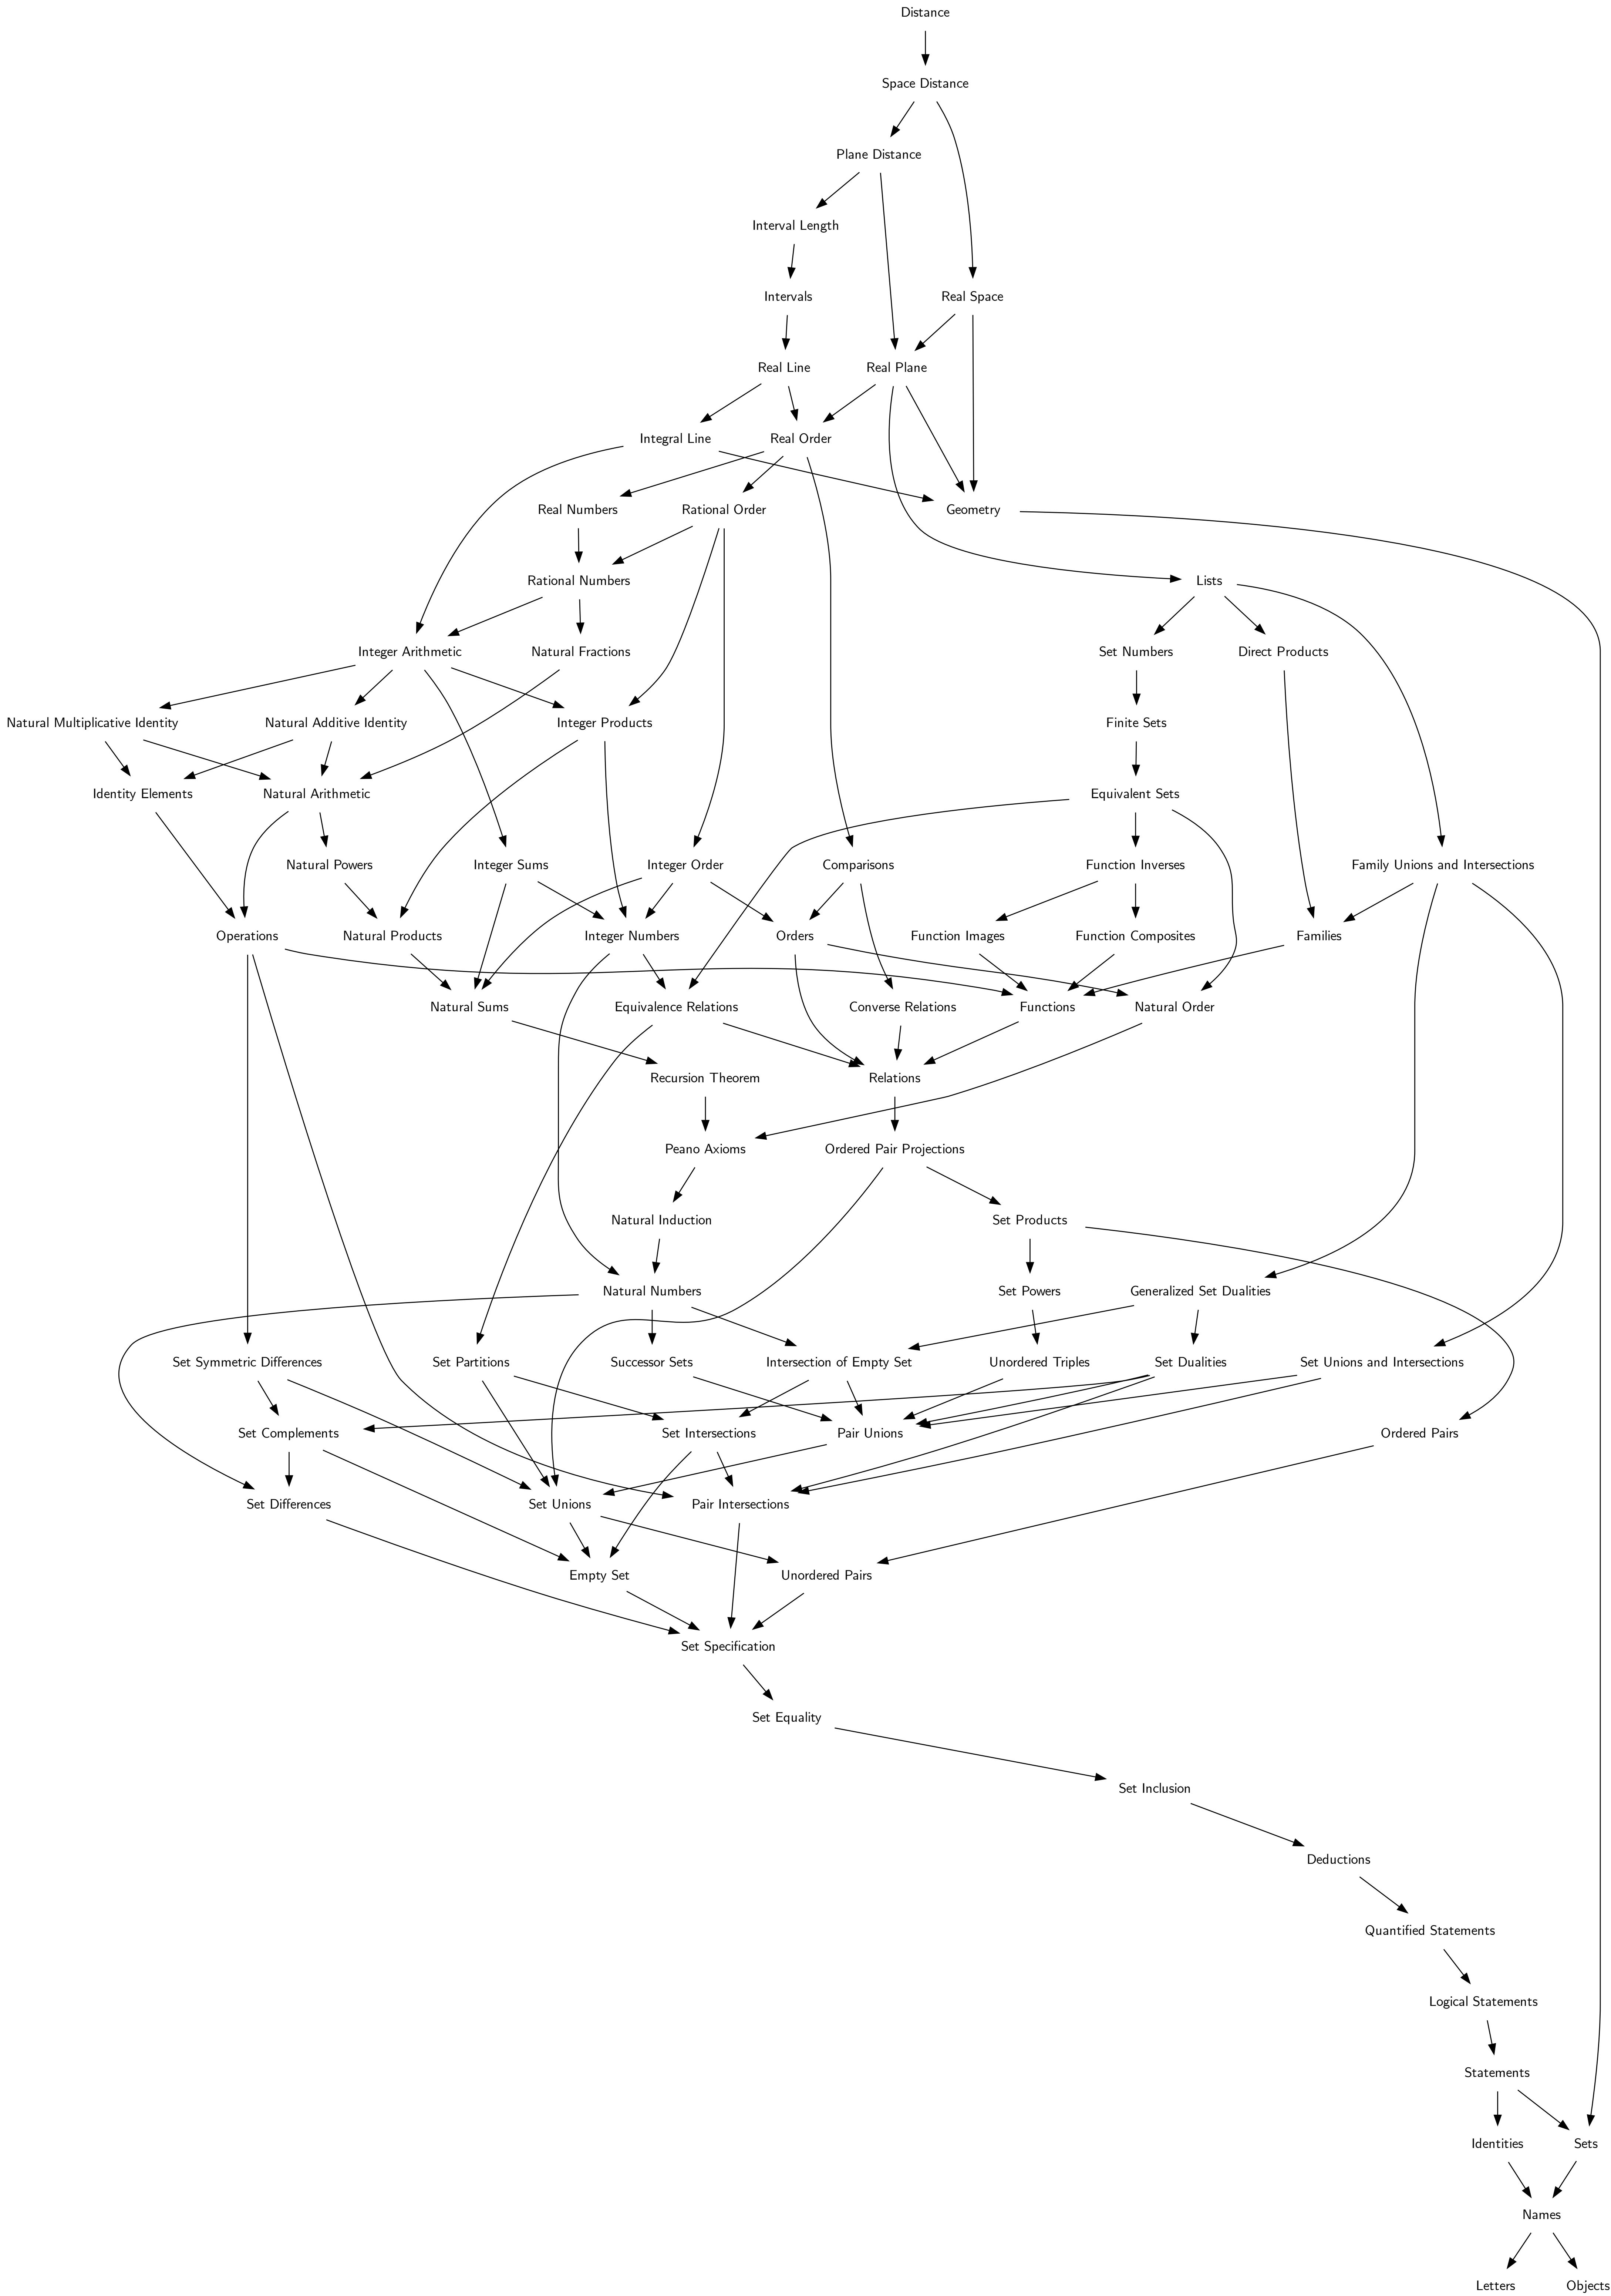 Distance
Space Distance
Plane Distance
Interval Length
Intervals
Real Space
Real Line
Real Plane
Integral Line
Real Order
Real Numbers
Rational Order
Geometry
Rational Numbers
Lists
Integer Arithmetic
Natural Fractions
Set Numbers
Direct Products
Natural Multiplicative Identity
Natural Additive Identity
Integer Products
Finite Sets
Identity Elements
Natural Arithmetic
Equivalent Sets
Natural Powers
Integer Sums
Integer Order
Comparisons
Function Inverses
Family Unions and Intersections
Operations
Natural Products
Integer Numbers
Orders
Function Images
Function Composites
Families
Natural Sums
Equivalence Relations
Converse Relations
Functions
Natural Order
Recursion Theorem
Relations
Peano Axioms
Ordered Pair Projections
Natural Induction
Set Products
Natural Numbers
Set Powers
Generalized Set Dualities
Set Symmetric Differences
Set Partitions
Successor Sets
Intersection of Empty Set
Unordered Triples
Set Dualities
Set Unions and Intersections
Set Complements
Set Intersections
Pair Unions
Ordered Pairs
Set Differences
Set Unions
Pair Intersections
Empty Set
Unordered Pairs
Set Specification
Set Equality
Set Inclusion
Deductions
Quantified Statements
Logical Statements
Statements
Identities
Sets
Names
Letters
Objects